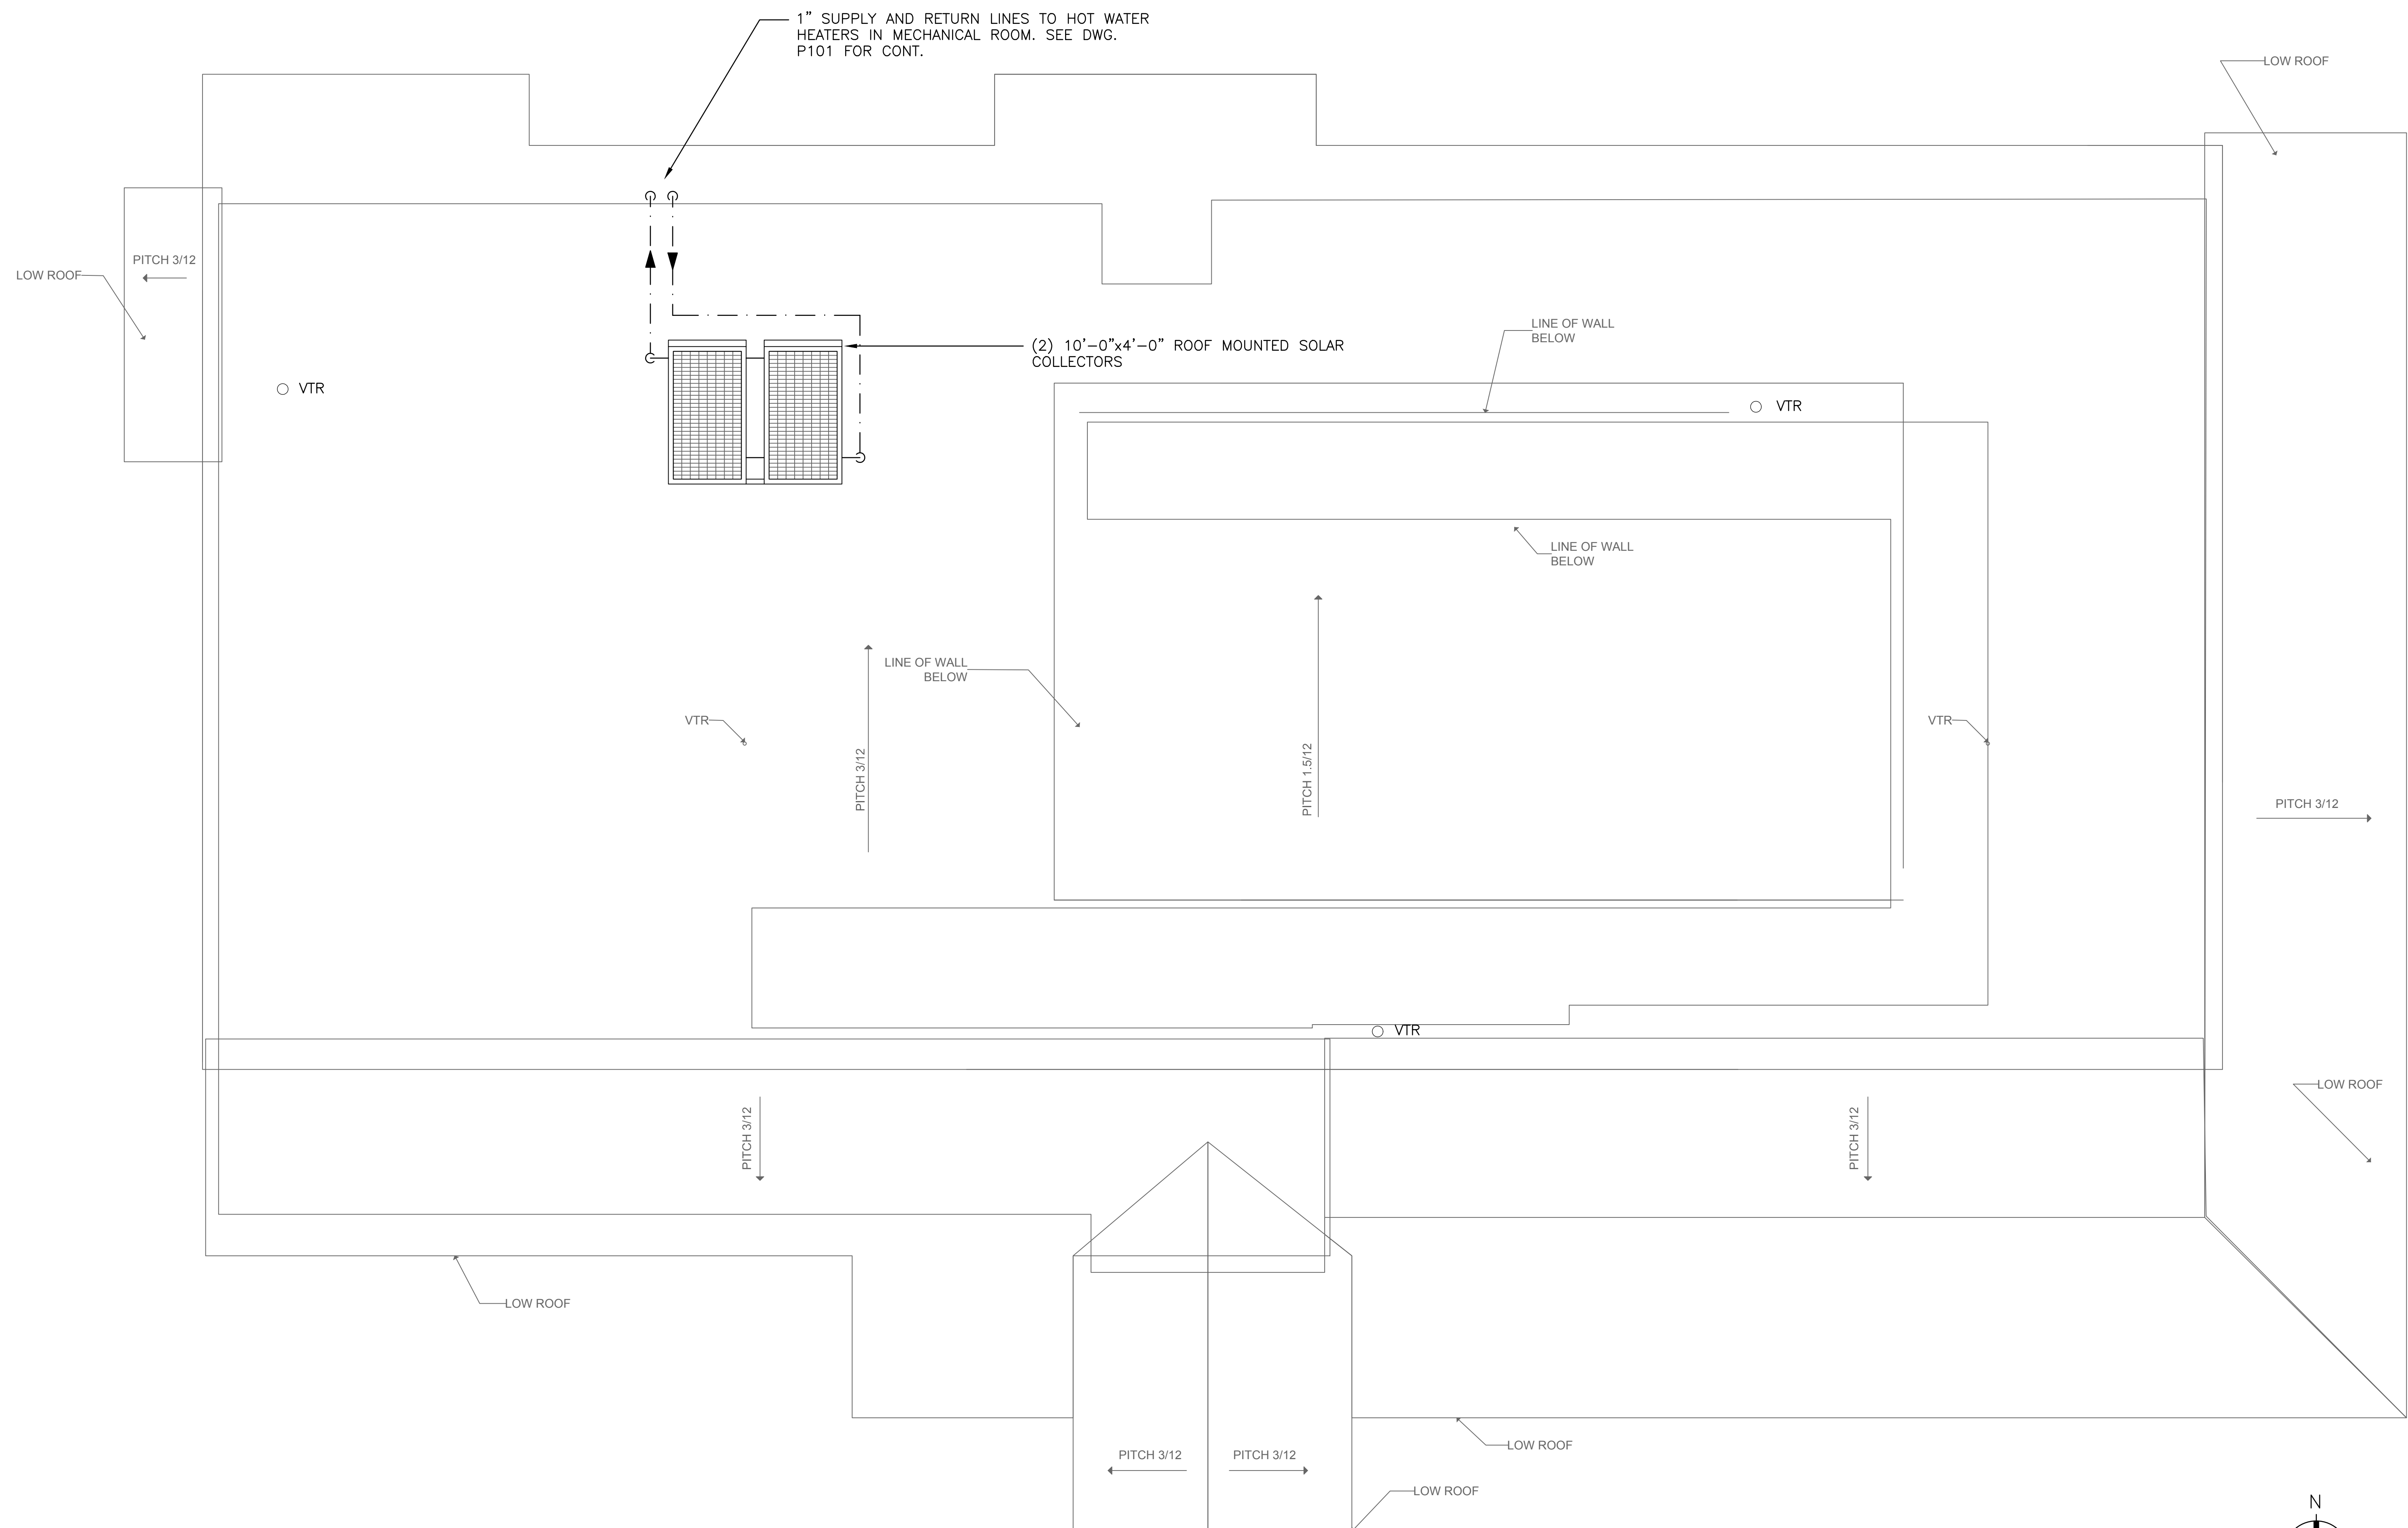 1" SUPPLY AND RETURN LINES TO HOT WATER
HEATERS IN MECHANICAL ROOM. SEE DWG.
P101 FOR CONT.
LOW ROOF
PITCH 3/12
LOW ROOF
LINE OF WALL
BELOW
(2) 10'-0"x4'-0" ROOF MOUNTED SOLAR
COLLECTORS
VTR
VTR
LINE OF WALL
BELOW
LINE OF WALL
BELOW
VTR
VTR
PITCH 3/12
PITCH 1.5/12
PITCH 3/12
VTR
LOW ROOF
PITCH 3/12
PITCH 3/12
LOW ROOF
LOW ROOF
PITCH 3/12
PITCH 3/12
LOW ROOF
N